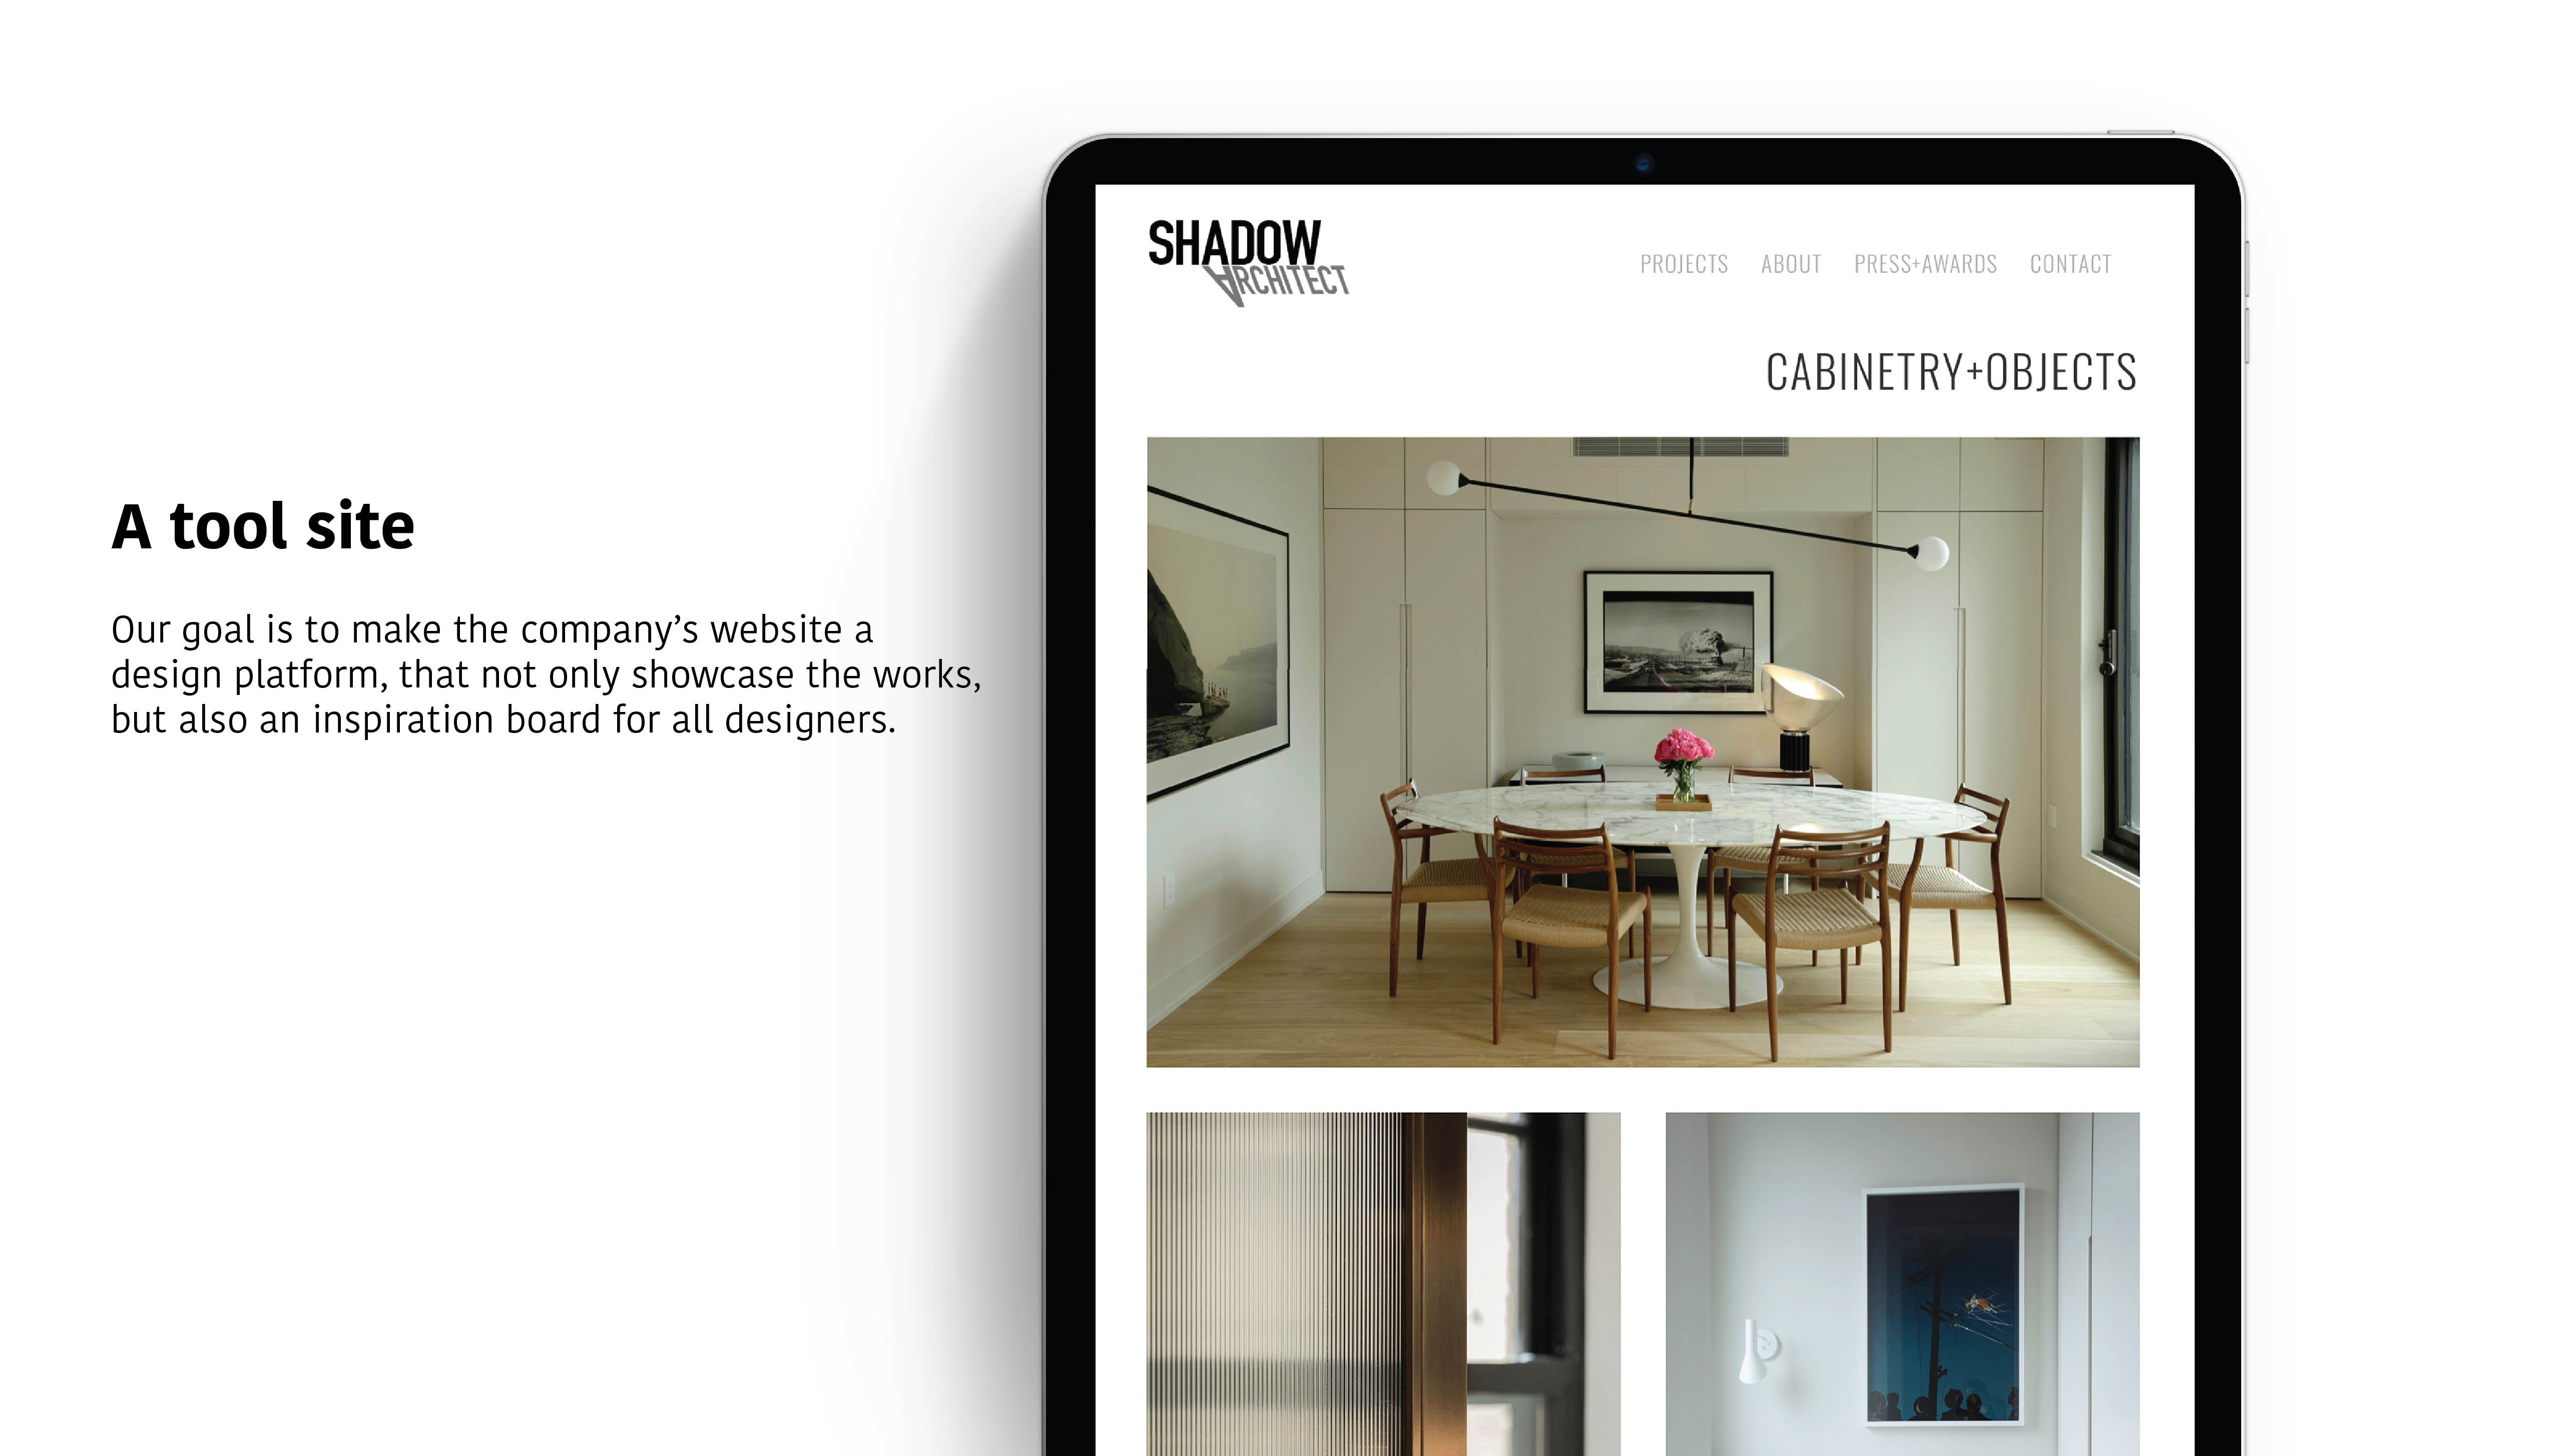 A tool site
Our goal is to make the company’s website a
design platform, that not only showcase the works,
but also an inspiration board for all designers.
SHADOW
ARCHITECT
PROJECTS ABOUT PRESS+AWARDS CONTACT
CABINETRY+OBJECTS